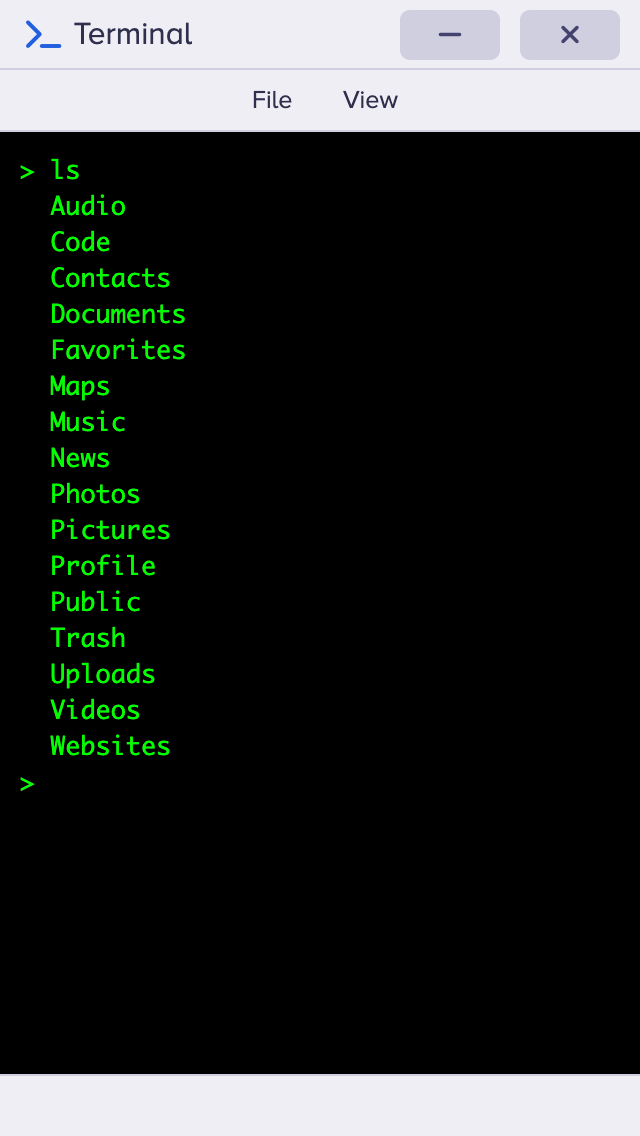 Terminal
File View
> ls
Audio
Code
Contacts
Documents
Favorites
Maps
Music
News
Photos
Pictures
Profile
Public
Trash
Uploads
Videos
Websites
>